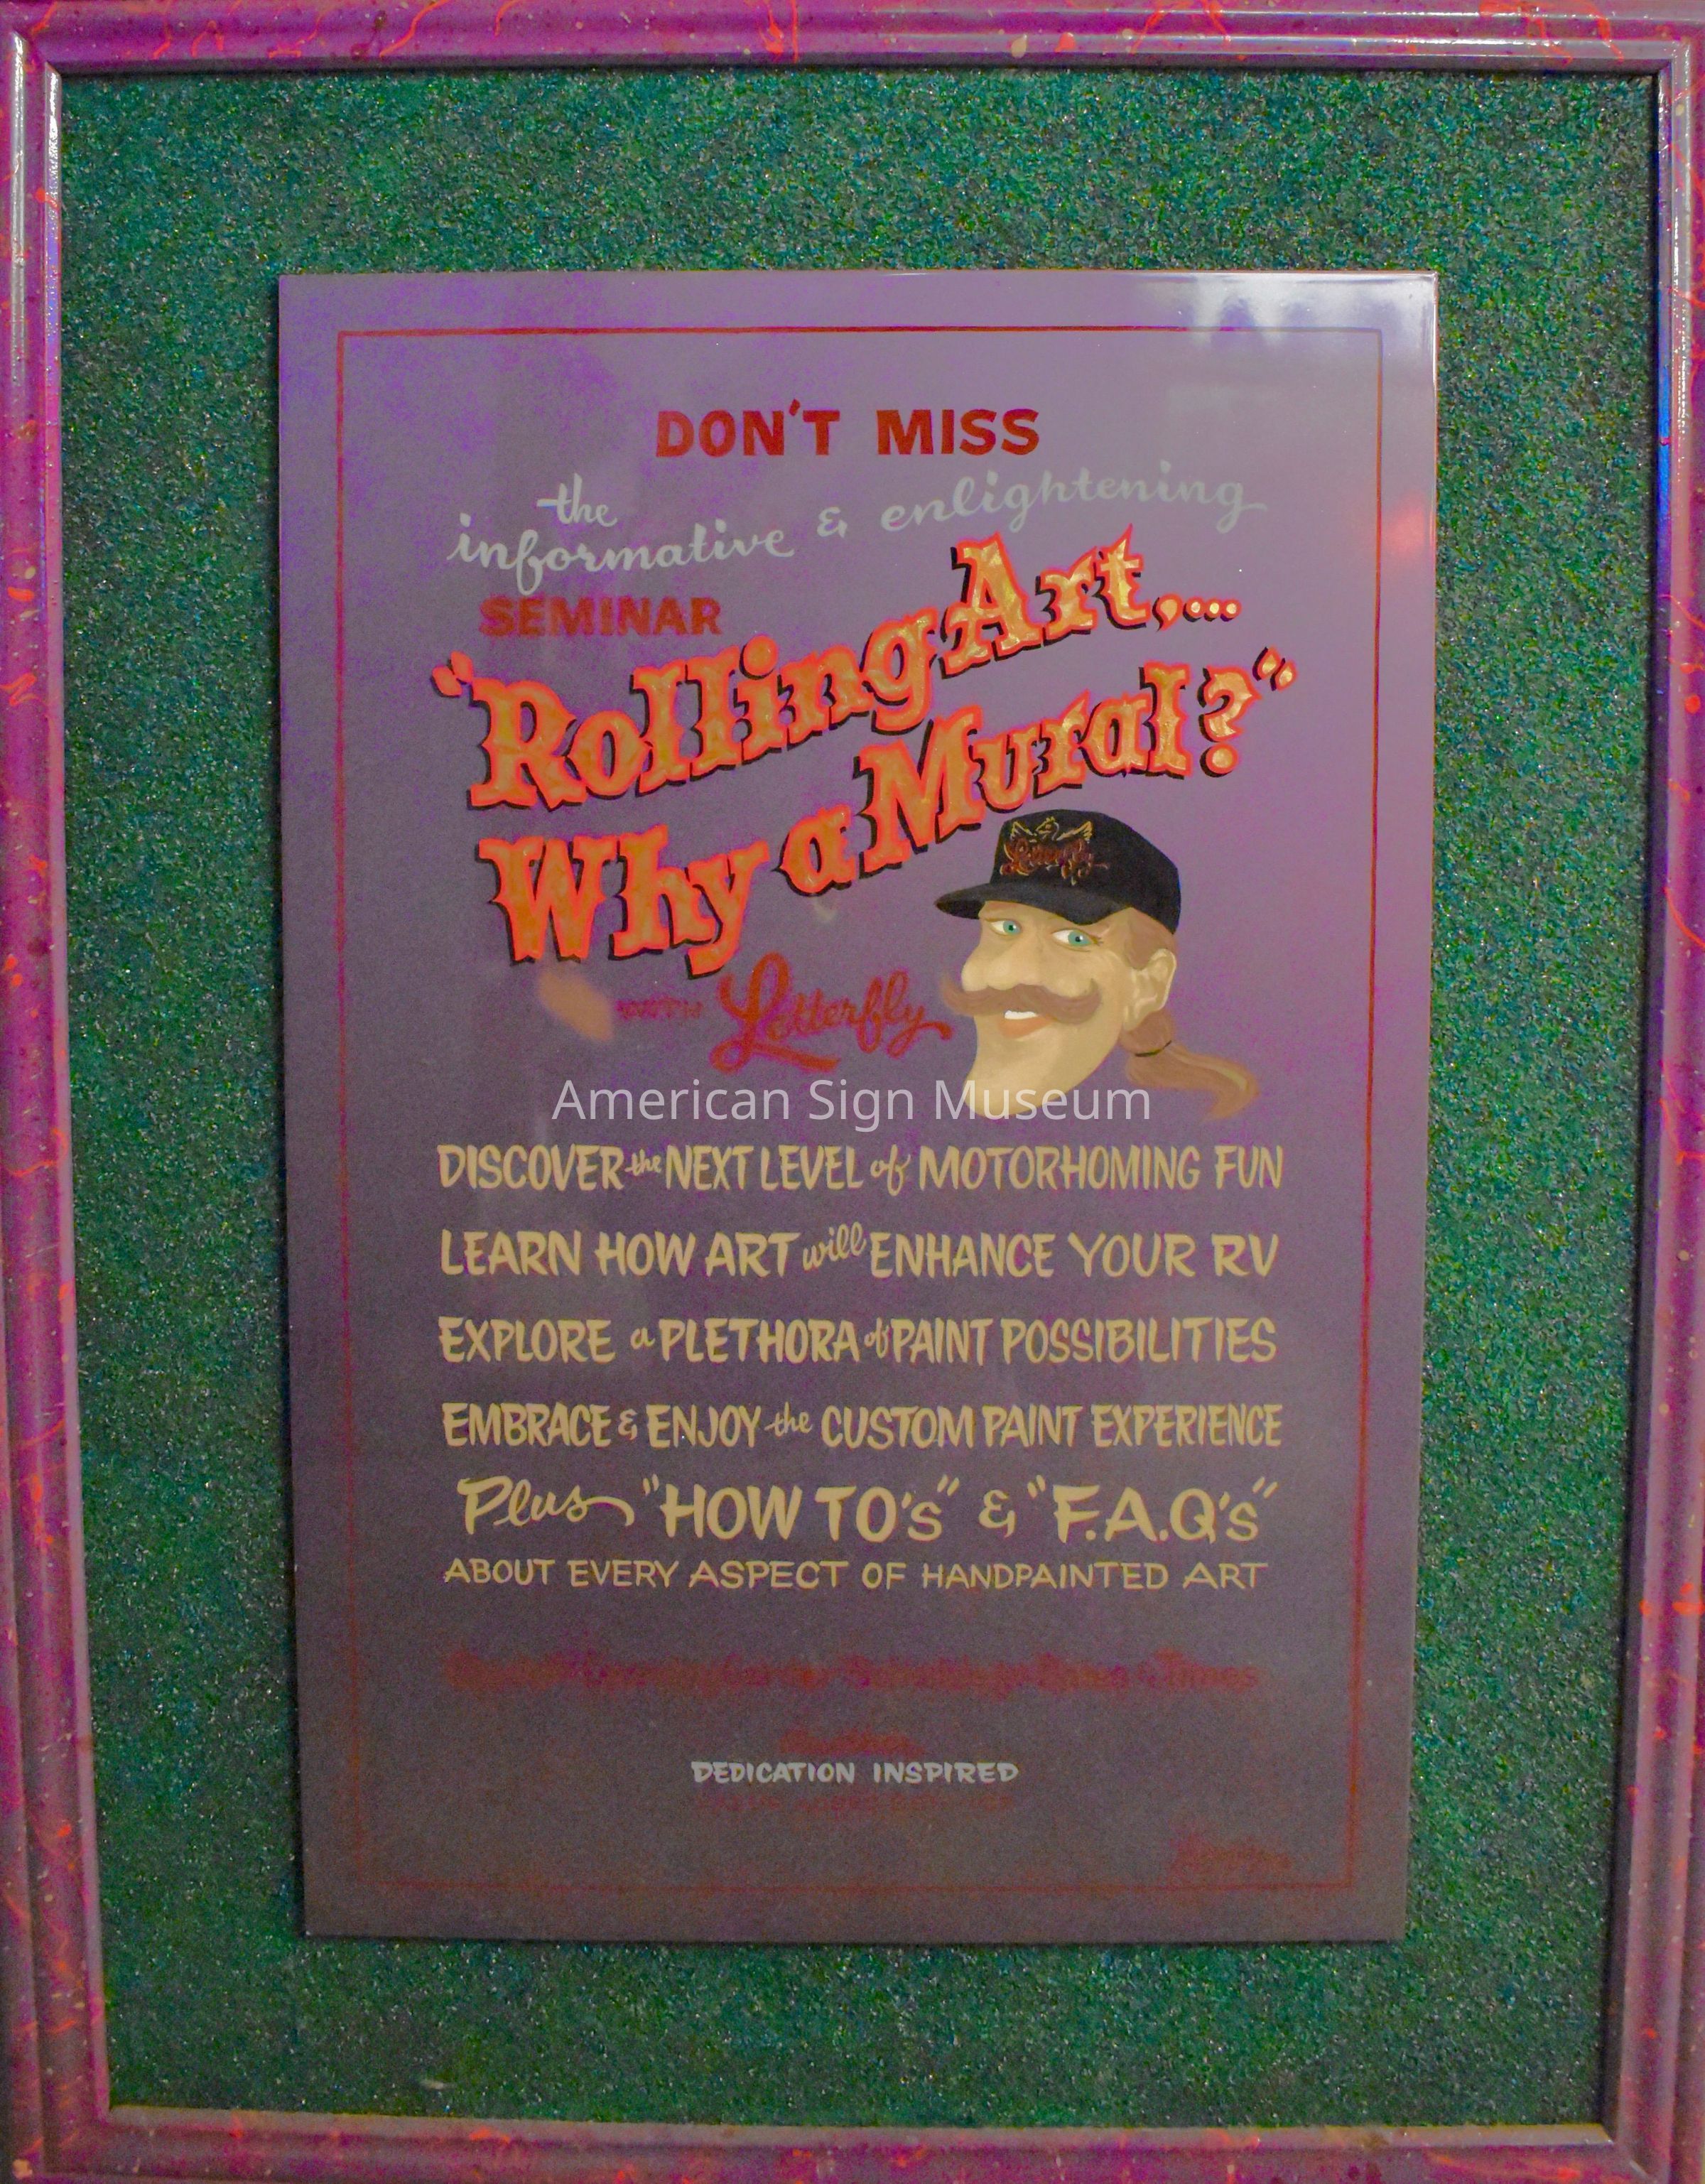 DON'T MISS
the
informative & enlightening
SEMINAR
"Rolling Art,...
Why a Mural?"
WITH Letterfly
Letterfly
American Sign Museum
DISCOVER the NEXT LEVEL of MOTORHOMING FUN
LEARN HOW ART will ENHANCE YOUR RV
EXPLORE a PLETHORA of PAINT POSSIBILITIES
EMBRACE & ENJOY the CUSTOM PAINT EXPERIENCE
Plus "HOW TO's" & "F.A.Q's"
ABOUT EVERY ASPECT OF HANDPAINTED ART
DEDICATION INSPIRED